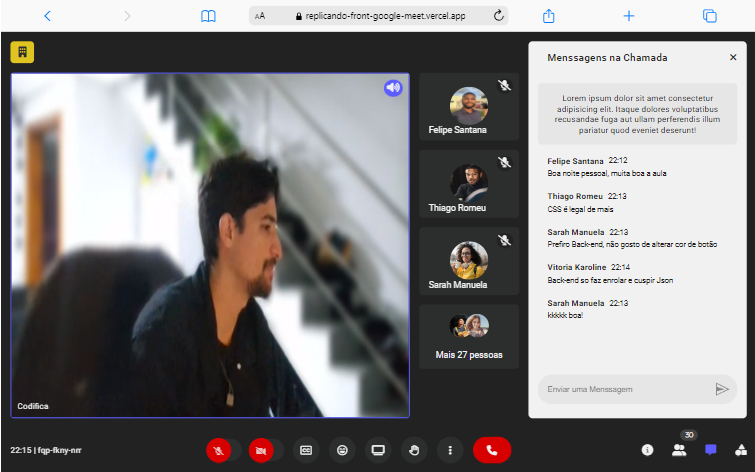 AA replicando-front-google-meet.vercel.app
Menssagens na Chamada
Lorem ipsum dolor sit amet consectetur
adipisicing elit. Itaque dolores voluptatibus
recusandae fuga aut ullam perferendis illum
pariatur quod eveniet deserunt!
Felipe Santana 22:12
Boa noite pessoal, muita boa a aula
Thiago Romeu 22:13
CSS é legal de mais
Sarah Manuela 22:13
Prefiro Back-end, não gosto de alterar cor de botão
Vitoria Karoline 22:14
Back-end so faz enrolar e cuspir Json
Sarah Manuela 22:13
kkkkk boa!
Enviar uma Menssagem
Felipe Santana
Thiago Romeu
Sarah Manuela
Mais 27 pessoas
Codifica
22:15 | fqp-fkny-nrr
CC
30